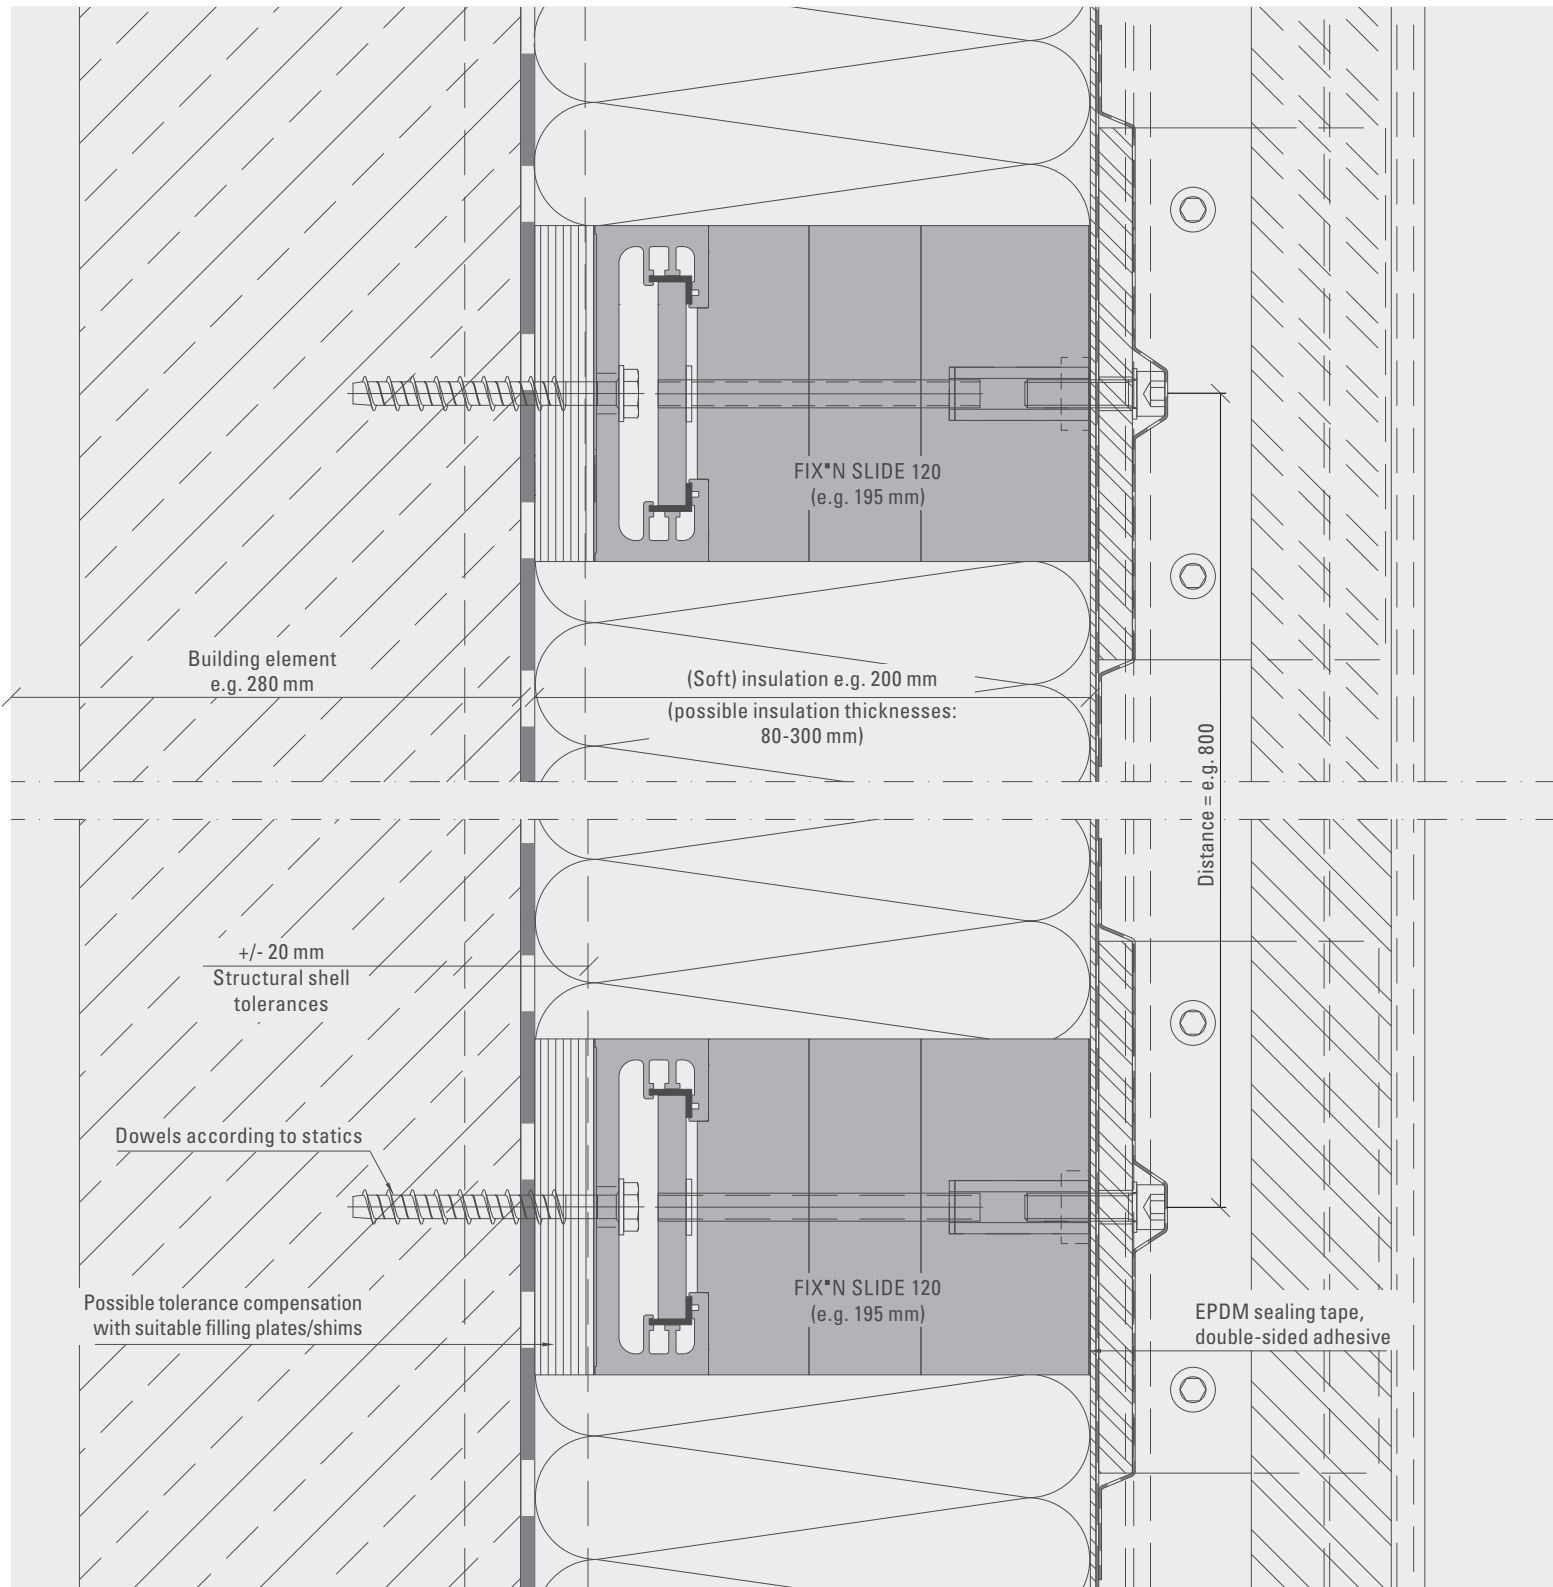 FIX■N SLIDE 120
(e.g. 195 mm)
Building element
e.g. 280 mm
(Soft) insulation e.g. 200 mm
(possible insulation thicknesses:
80-300 mm)
Distance = e.g. 800
+/- 20 mm
Structural shell
tolerances
Dowels according to statics
Possible tolerance compensation
with suitable filling plates/shims
FIX■N SLIDE 120
(e.g. 195 mm)
EPDM sealing tape,
double-sided adhesive